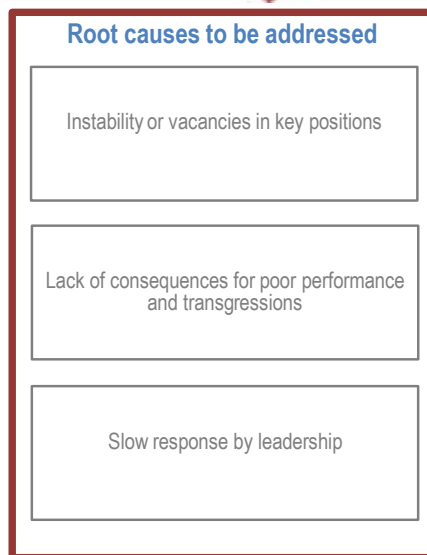 Root causes to be addressed
Instability or vacancies in key positions
Lack of consequences for poor performance
and transgressions
Slow response by leadership